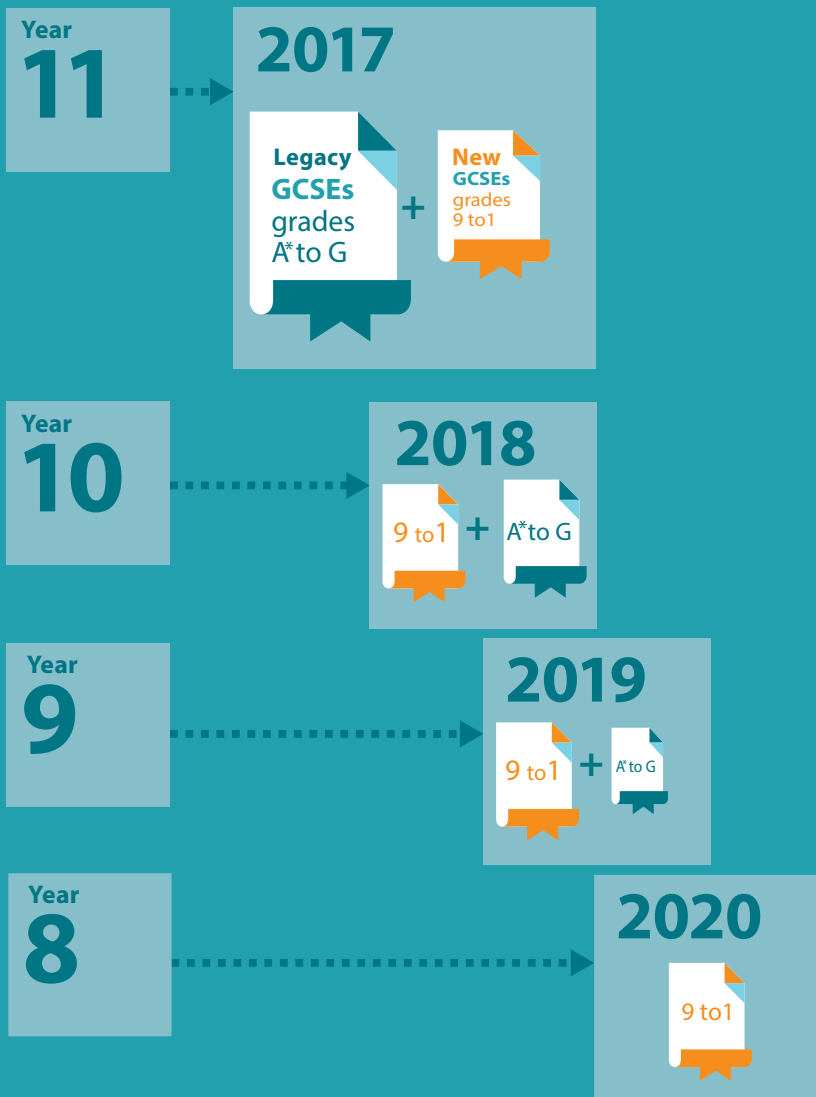 Year
11
2017
Legacy
GCSEs
grades
A* to G
+
New
GCSEs
grades
9 to1
Year
10
2018
9 to1
+
A* to G
Year
9
2019
9 to1
+
A* to G
Year
8
2020
9 to1